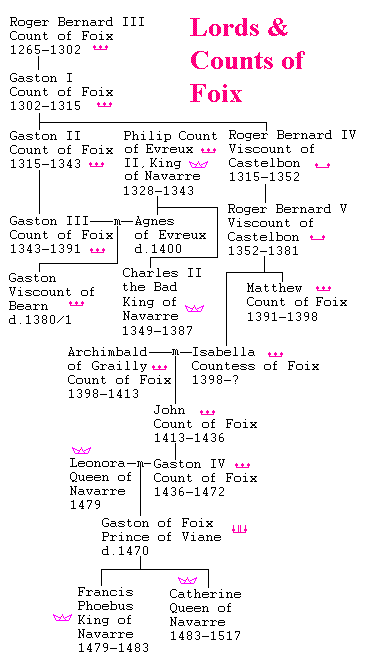 Lords &
Counts of
Foix
Roger Bernard III
Count of Foix
1265-1302
Gaston I
Count of Foix
1302-1315
Gaston II
Count of Foix
1315-1343
Philip Count
of Evreux
II, King
of Navarre
1328-1343
Roger Bernard IV
Viscount of
Castelbon
1315-1352
Gaston III
Count of Foix
1343-1391
m
Agnes
of Evreux
d.1400
Roger Bernard V
Viscount of
Castelbon
1352-1381
Gaston
Viscount of
Bearn
d.1380/1
Charles II
the Bad
King of
Navarre
1349-1387
Matthew
Count of Foix
1391-1398
Archimbald
of Grailly
Count of Foix
1398-1413
m
Isabella
Countess of Foix
1398-?
John
Count of Foix
1413-1436
Leonora
Queen of
Navarre
1479
m
Gaston IV
Count of Foix
1436-1472
Gaston of Foix
Prince of Viane
d.1470
Francis
Phoebus
King of
Navarre
1479-1483
Catherine
Queen of
Navarre
1483-1517